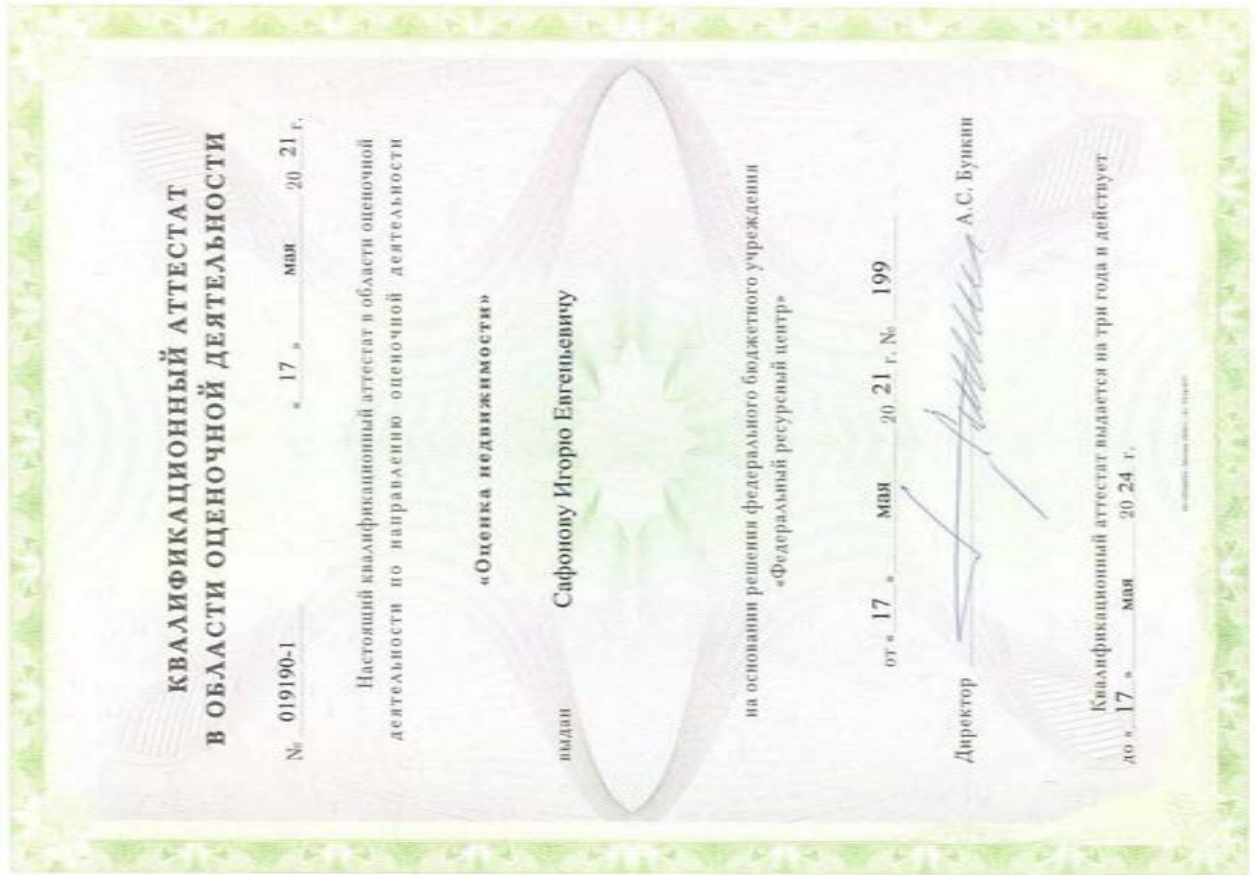 КВАЛИФИКАЦИОННЫЙ АТТЕСТАТ
В ОБЛАСТИ ОЦЕНОЧНОЙ ДЕЯТЕЛЬНОСТИ
№ 019190-1 « 17 » мая 20 21 г.
Настоящий квалификационный аттестат в области оценочной
деятельности по направлению оценочной деятельности
«Оценка недвижимости»
выдан Сафонову Игорю Евгеньевичу
на основании решения федерального бюджетного учреждения
«Федеральный ресурсный центр»
от « 17 » мая 20 21 г. № 199
Директор А.С. Бункин
Квалификационный аттестат выдается на три года и действует
до « 17 » мая 20 24 г.